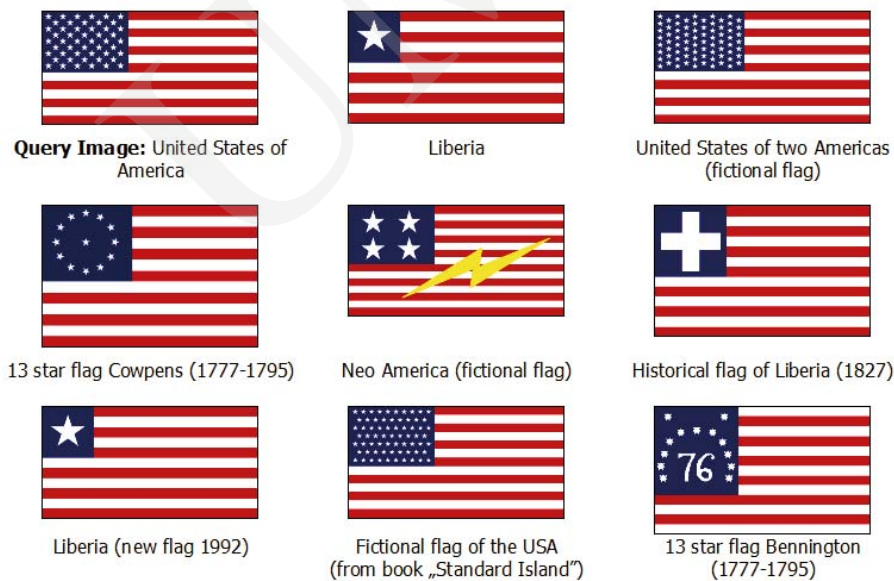 Query Image: United States of
America
Liberia
United States of two Americas
(fictional flag)
13 star flag Cowpens (1777-1795)
Neo America (fictional flag)
Historical flag of Liberia (1827)
76
Liberia (new flag 1992)
Fictional flag of the USA
(from book „Standard Island”)
13 star flag Bennington
(1777-1795)